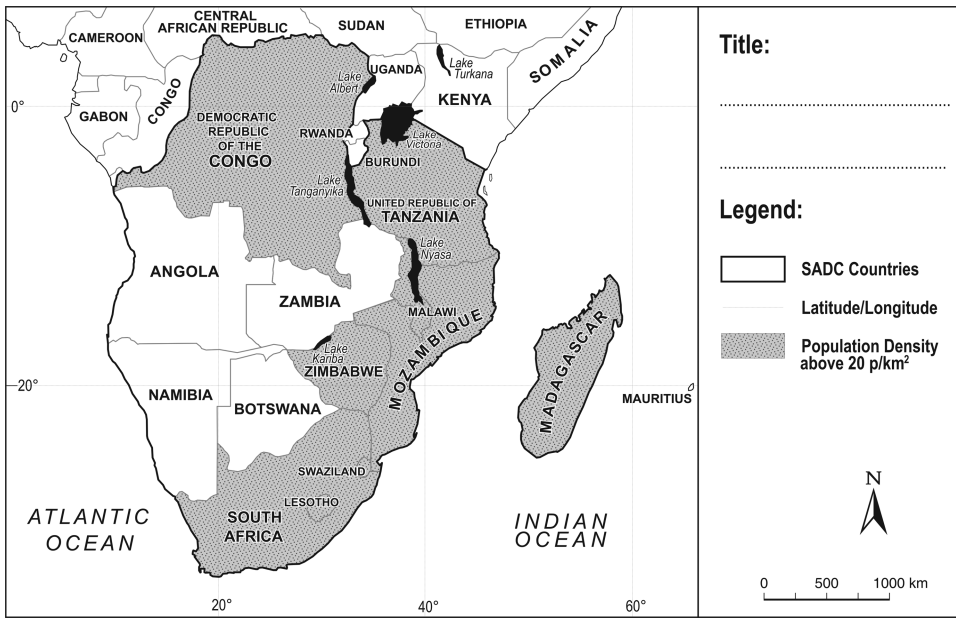 CENTRAL
AFRICAN REPUBLIC
SUDAN
ETHIOPIA
CAMEROON
SOMALIA
UGANDA
Lake
Turkana
Lake
Albert
KENYA
0°
GABON
CONGO
DEMOCRATIC
REPUBLIC
OF THE
CONGO
RWANDA
Lake
Victoria
BURUNDI
Lake
Tanganyika
UNITED REPUBLIC OF
TANZANIA
Lake
Nyasa
ANGOLA
ZAMBIA
MALAWI
MOZAMBIQUE
Lake
Kariba
ZIMBABWE
MADAGASCAR
-20°
NAMIBIA
BOTSWANA
MAURITIUS
SWAZILAND
LESOTHO
SOUTH
AFRICA
ATLANTIC
OCEAN
INDIAN
OCEAN
20°
40°
60°
Title:
Legend:
SADC Countries
Latitude/Longitude
Population Density
above 20 p/km²
N
0 500 1000 km